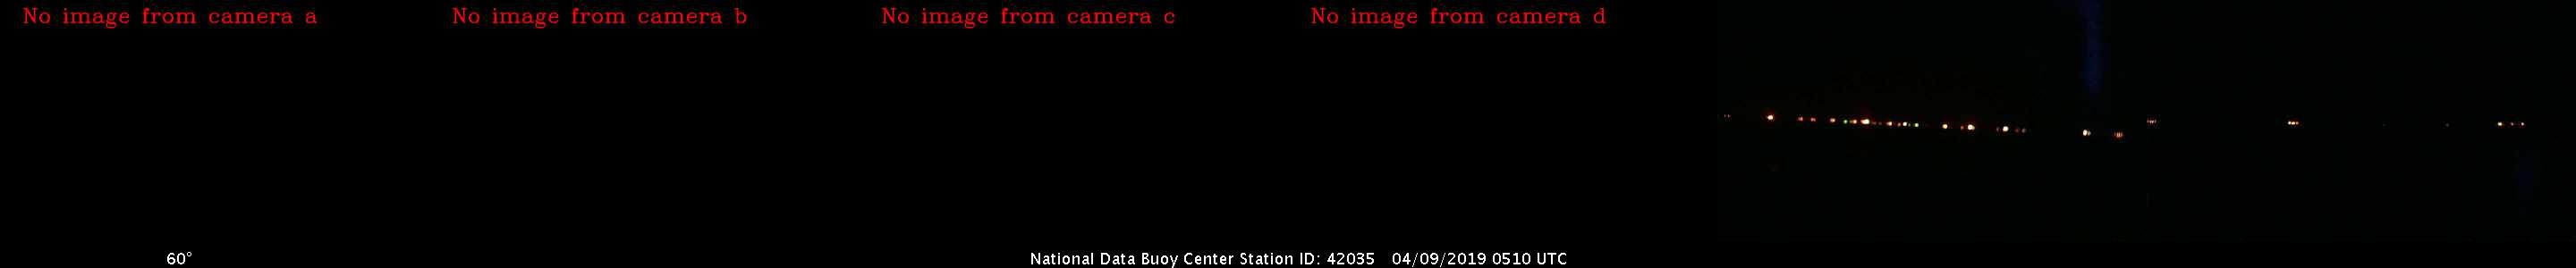 No image from camera a
No image from camera b
No image from camera c
No image from camera d
60°
National Data Buoy Center Station ID: 42035 04/09/2019 0510 UTC